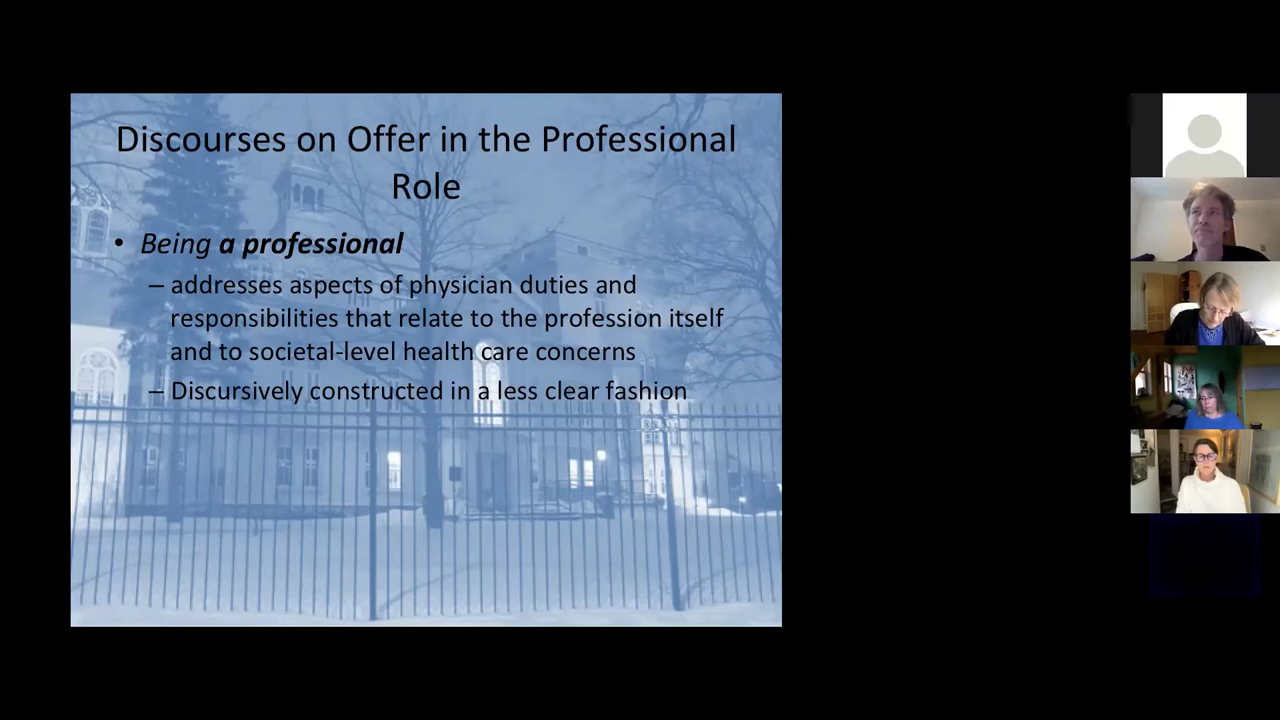 Discourses on Offer in the Professional
Role
• Being a professional
– addresses aspects of physician duties and
responsibilities that relate to the profession itself
and to societal-level health care concerns
– Discursively constructed in a less clear fashion